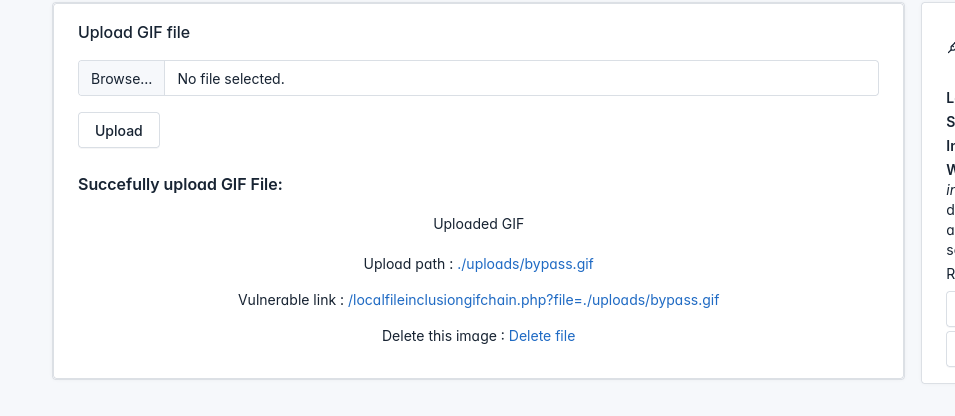 Upload GIF file
Browse... No file selected.
Upload
Succefully upload GIF File:
Uploaded GIF
Upload path : ./uploads/bypass.gif
Vulnerable link : /localfileinclusiongifchain.php?file=./uploads/bypass.gif
Delete this image : Delete file